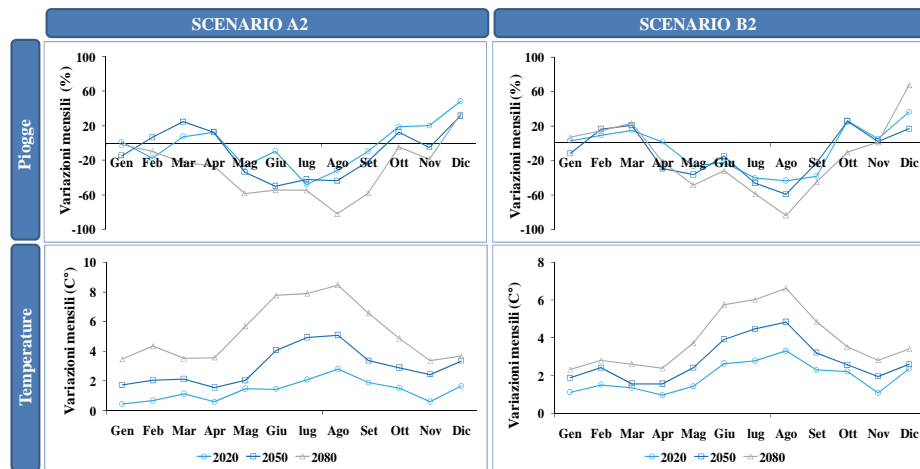 SCENARIO A2
SCENARIO B2
Piogge
Variazioni mensili (%)
100
60
20
-20
-60
-100
Gen Feb Mar Apr Mag Giu lug Ago Set Ott Nov Dic
Variazioni mensili (%)
100
60
20
-20
-60
-100
Gen Feb Mar Apr Mag Giu lug Ago Set Ott Nov Dic
Temperature
Variazioni mensili (C°)
10
8
6
4
2
0
Gen Feb Mar Apr Mag Giu lug Ago Set Ott Nov Dic
2020 2050 2080
Variazioni mensili (C°)
8
6
4
2
0
Gen Feb Mar Apr Mag Giu lug Ago Set Ott Nov Dic
2020 2050 2080